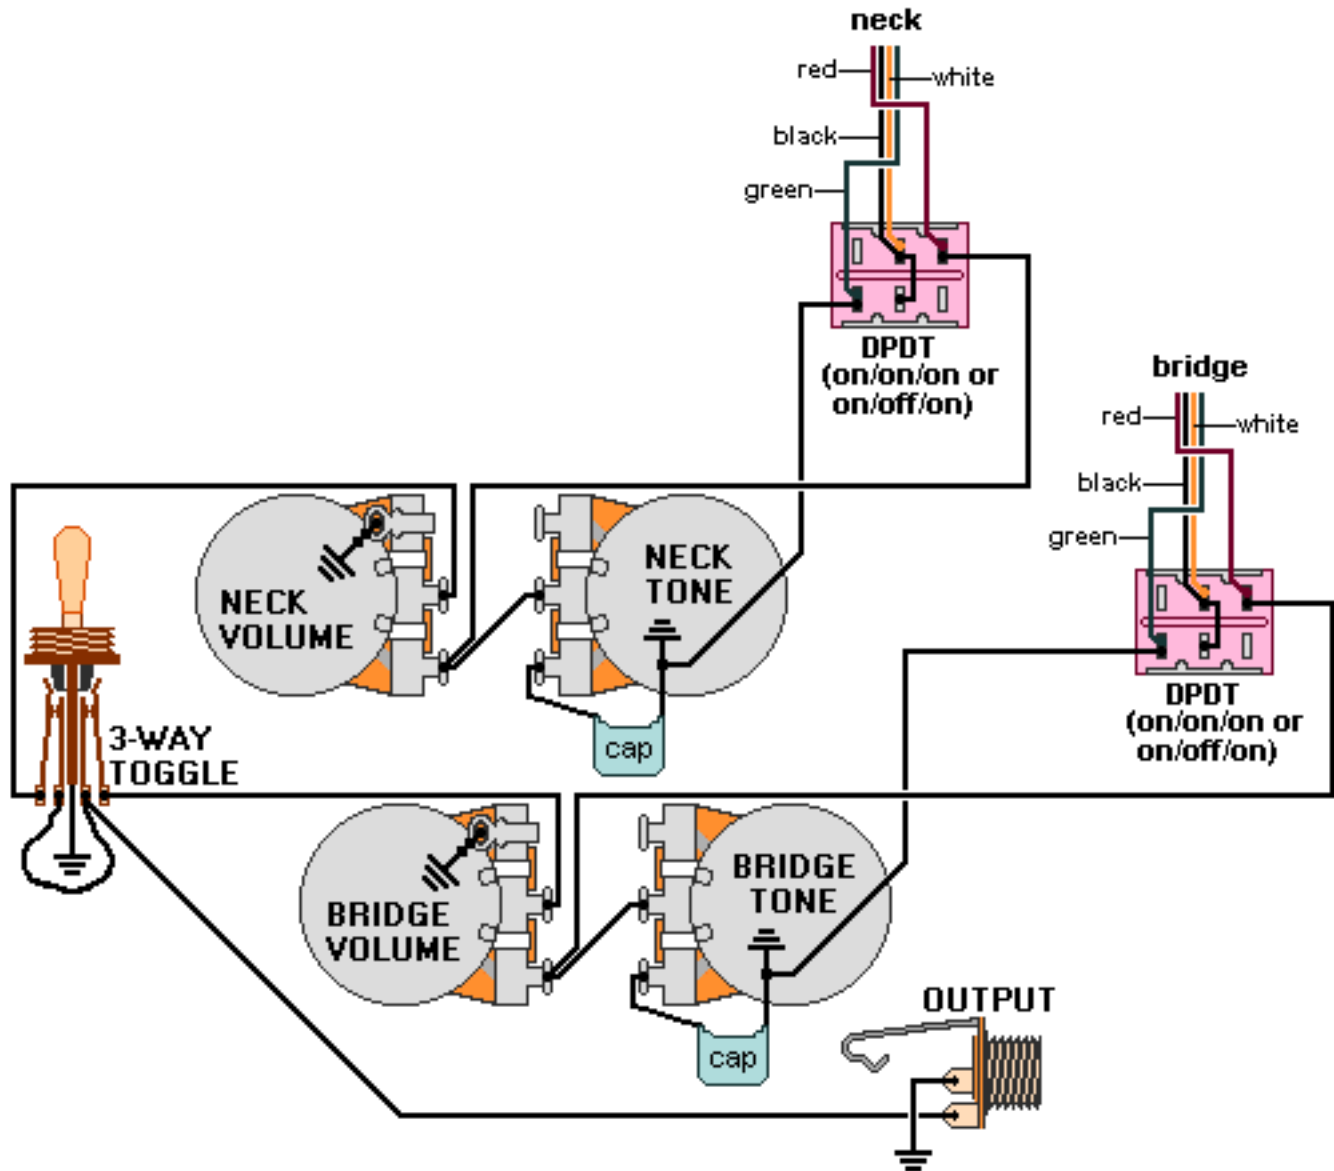 neck
red
white
black
green
DPDT
(on/on/on or
on/off/on)
bridge
red
white
black
green
DPDT
(on/on/on or
on/off/on)
NECK
VOLUME
NECK
TONE
cap
3-WAY
TOGGLE
BRIDGE
VOLUME
BRIDGE
TONE
cap
OUTPUT